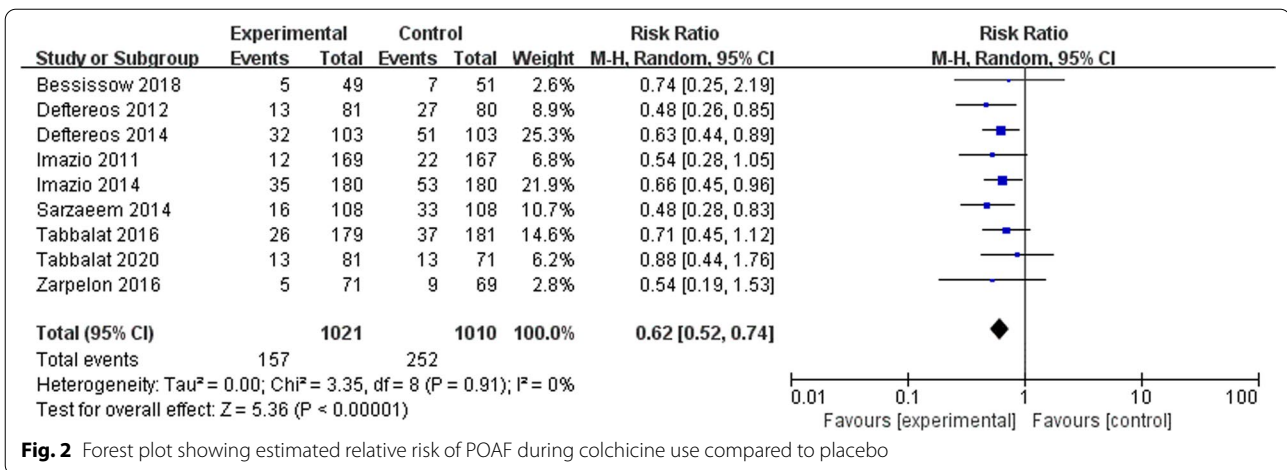 Experimental Control Risk Ratio Risk Ratio
Study or Subgroup Events Total Events Total Weight M-H, Random, 95% CI M-H, Random, 95% CI
Bessissow 2018 5 49 7 51 2.6% 0.74 [0.25, 2.19]
Deftereos 2012 13 81 27 80 8.9% 0.48 [0.26, 0.85]
Deftereos 2014 32 103 51 103 25.3% 0.63 [0.44, 0.89]
Imazio 2011 12 169 22 167 6.8% 0.54 [0.28, 1.05]
Imazio 2014 35 180 53 180 21.9% 0.66 [0.45, 0.96]
Sarzaeem 2014 16 108 33 108 10.7% 0.48 [0.28, 0.83]
Tabbalat 2016 26 179 37 181 14.6% 0.71 [0.45, 1.12]
Tabbalat 2020 13 81 13 71 6.2% 0.88 [0.44, 1.76]
Zarpelon 2016 5 71 9 69 2.8% 0.54 [0.19, 1.53]
Total (95% CI) 1021 1010 100.0% 0.62 [0.52, 0.74]
Total events 157 252
Heterogeneity: Tau² = 0.00; Chi² = 3.35, df = 8 (P = 0.91); I² = 0%
Test for overall effect: Z = 5.36 (P < 0.00001)
0.01 0.1 1 10 100
Favours [experimental] Favours [control]
Fig. 2 Forest plot showing estimated relative risk of POAF during colchicine use compared to placebo